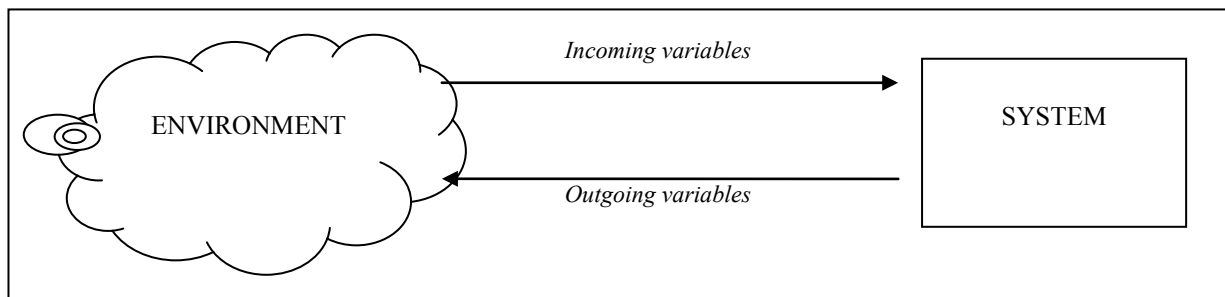 Incoming variables
ENVIRONMENT
SYSTEM
Outgoing variables